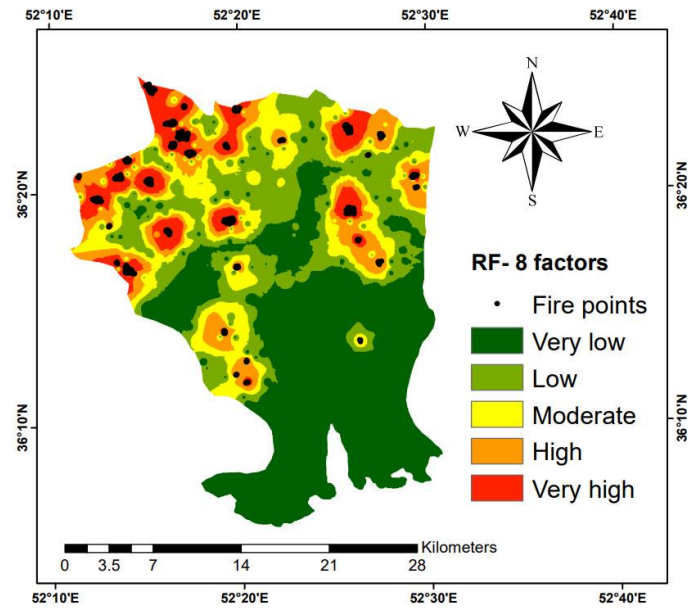 52°10'E 52°20'E 52°30'E 52°40'E
N
W E
S
36°20'N 36°20'N
36°10'N 36°10'N
RF- 8 factors
Fire points
Very low
Low
Moderate
High
Very high
Kilometers
0 3.5 7 14 21 28
52°10'E 52°20'E 52°30'E 52°40'E